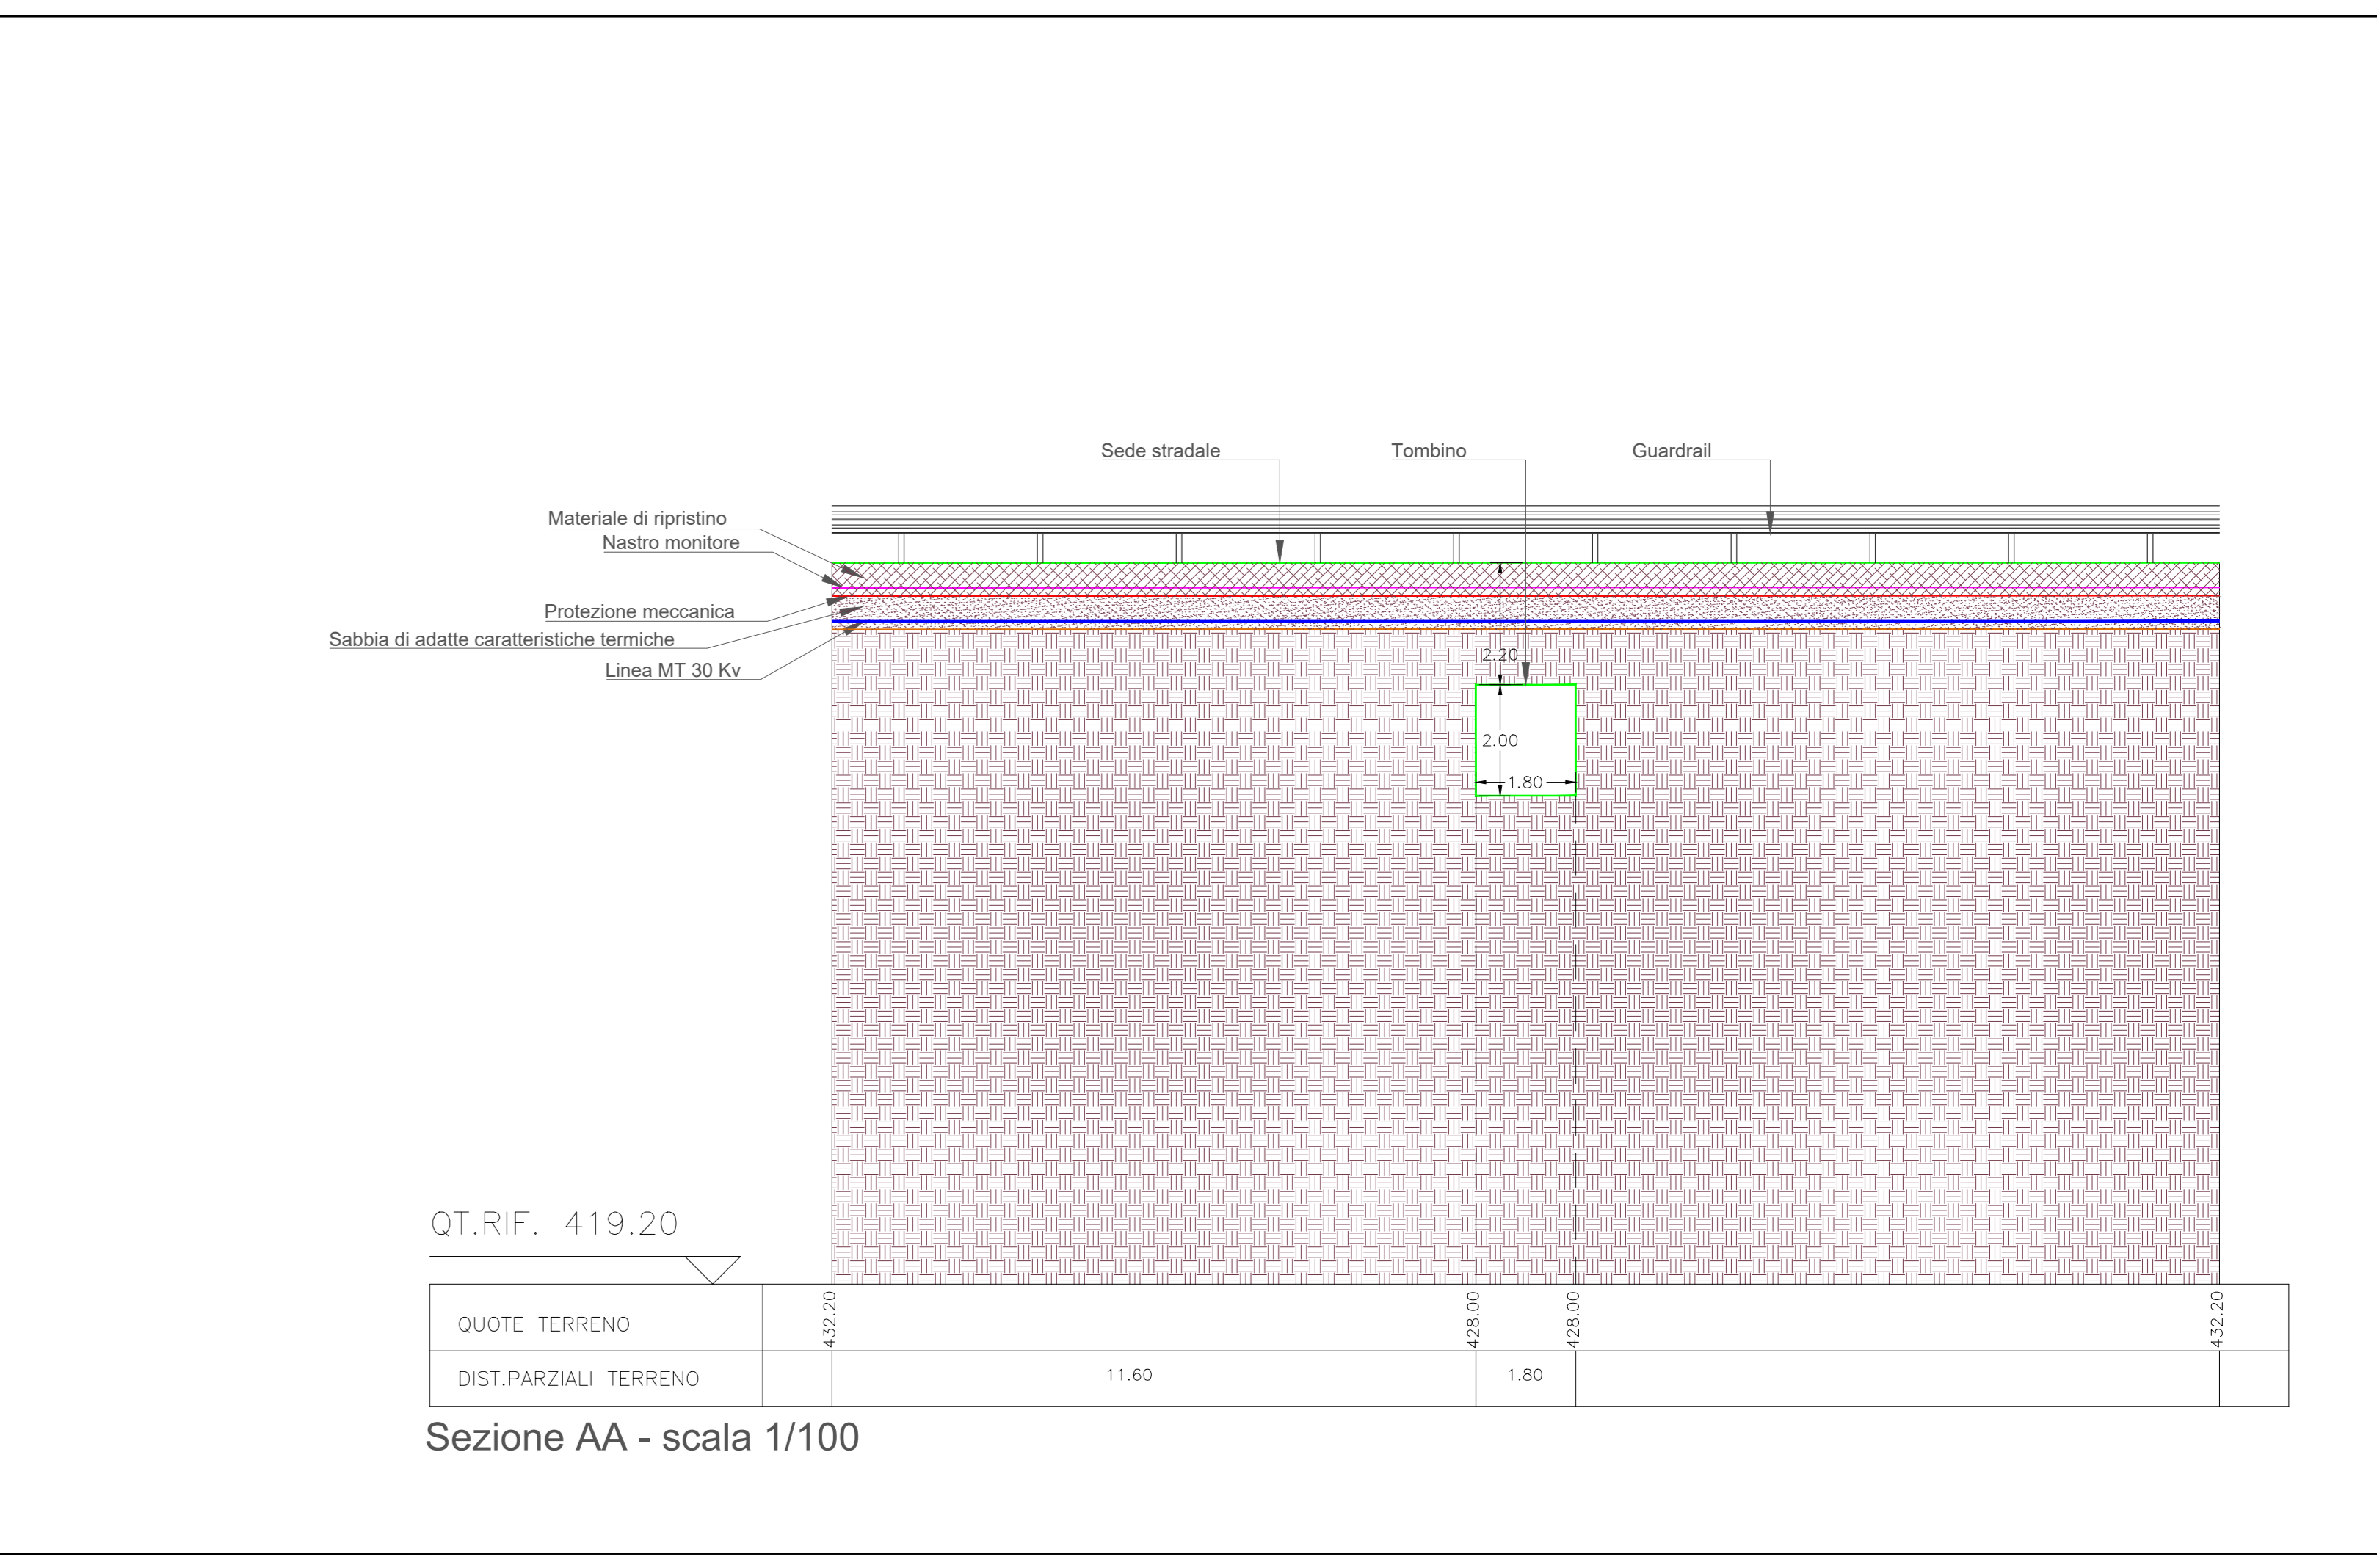 Sede stradale
Tombino
Guardrail
Materiale di ripristino
Nastro monitore
Protezione meccanica
Sabbia di adatte caratteristiche termiche
Linea MT 30 Kv
2.20
2.00
1.80
QT.RIF. 419.20
QUOTE TERRENO
432.20
428.00
428.00
432.20
DIST.PARZIALI TERRENO
11.60
1.80
Sezione AA - scala 1/100